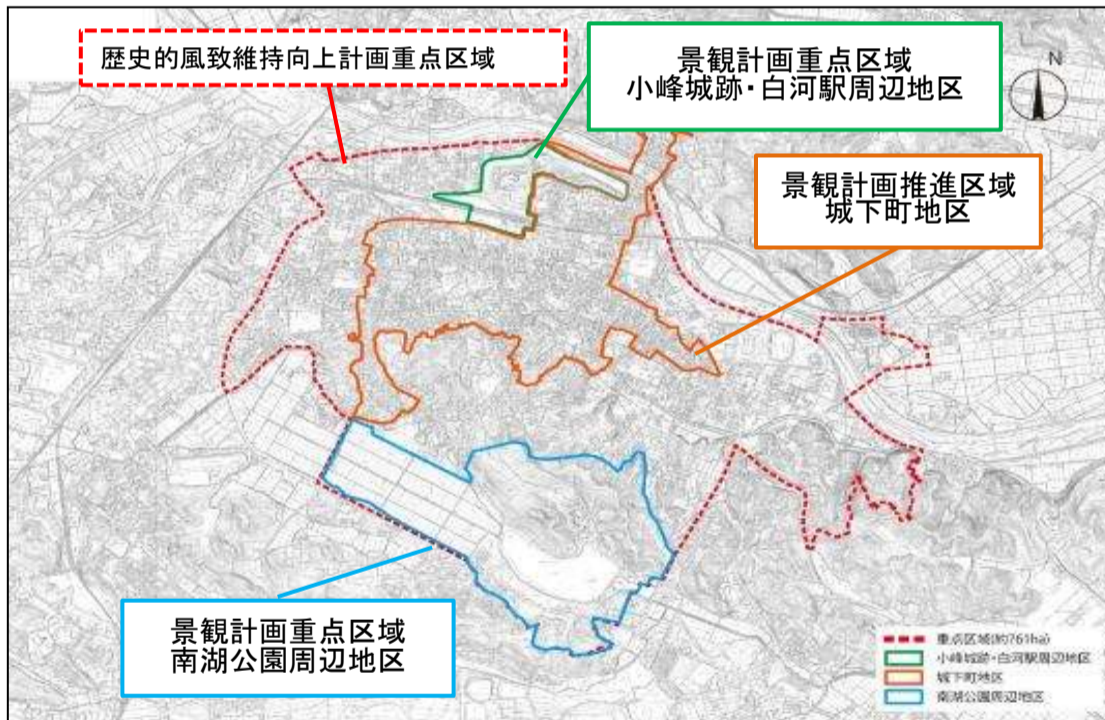 歴史的風致維持向上計画重点区域
景観計画重点区域
小峰城跡・白河駅周辺地区
N
景観計画推進区域
城下町地区
景観計画重点区域
南湖公園周辺地区
重点区域(約761ha)
小峰城跡・白河駅周辺地区
城下町地区
南湖公園周辺地区